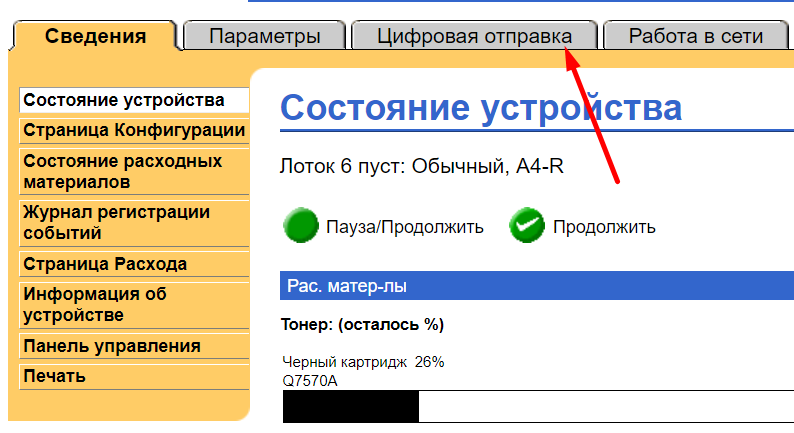 Сведения
Параметры
Цифровая отправка
Работа в сети
Состояние устройства
Страница Конфигурации
Состояние расходных
материалов
Журнал регистрации
событий
Страница Расхода
Информация об
устройстве
Панель управления
Печать
Состояние устройства
Лоток 6 пуст: Обычный, A4-R
Пауза/Продолжить
Продолжить
Рас. матер-лы
Тонер: (осталось %)
Черный картридж 26%
Q7570A